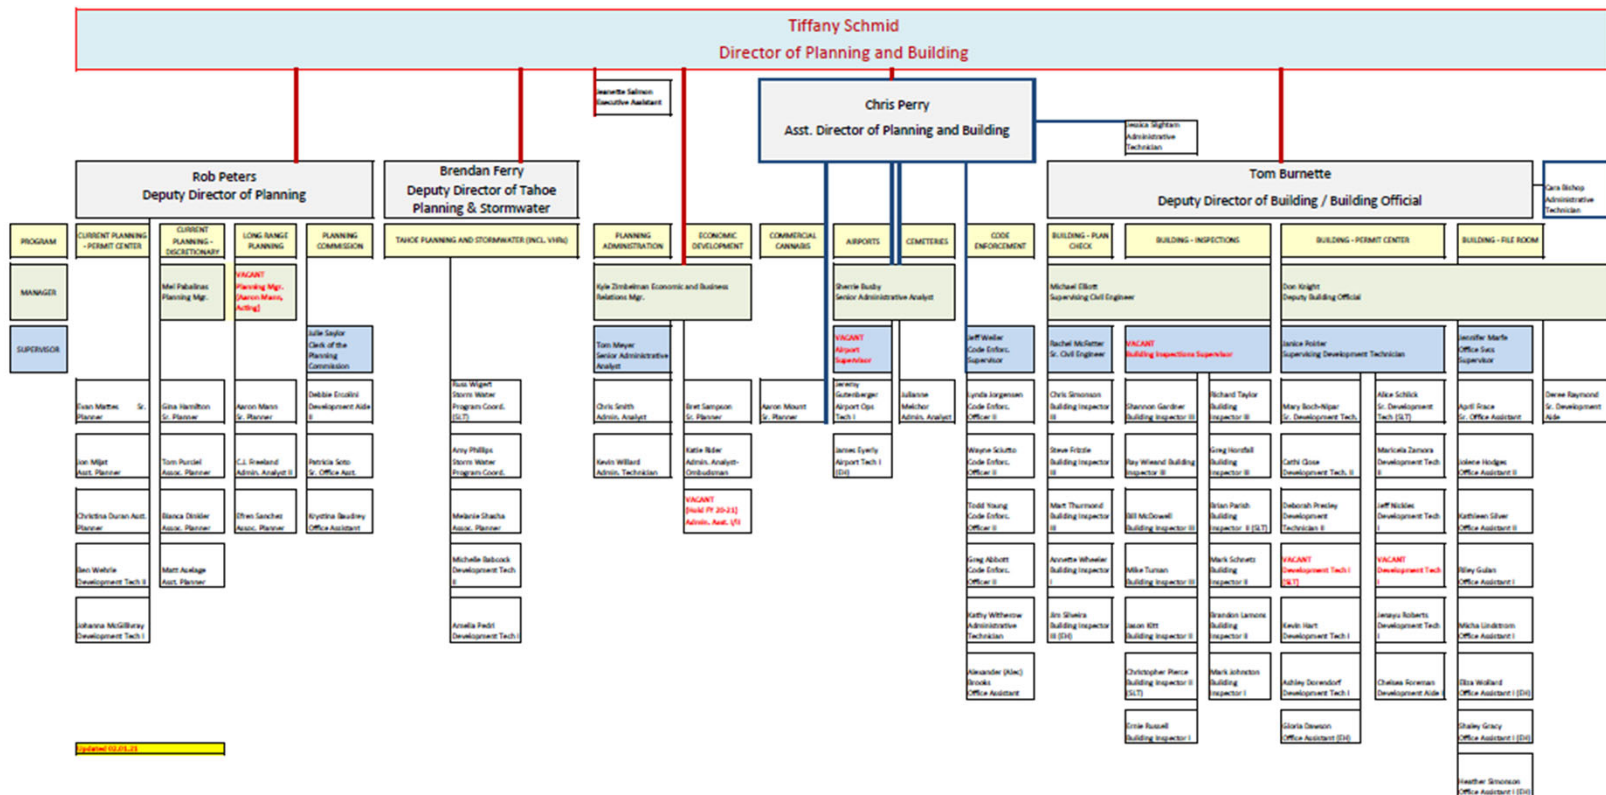 Tiffany Schmid
Director of Planning and Building
Jeanette Salmon
Executive Assistant
Chris Perry
Asst. Director of Planning and Building
Jessica Slightam
Administrative
Technician
Rob Peters
Deputy Director of Planning
Brendan Ferry
Deputy Director of Tahoe
Planning & Stormwater
Tom Burnette
Deputy Director of Building / Building Official
Cara Bishop
Administrative
Technician
PROGRAM
CURRENT PLANNING
- PERMIT CENTER
CURRENT
PLANNING -
DISCRETIONARY
LONG RANGE
PLANNING
PLANNING
COMMISSION
TAHOE PLANNING AND STORMWATER (INCL. VHRs)
PLANNING
ADMINISTRATION
ECONOMIC
DEVELOPMENT
COMMERCIAL
CANNABIS
AIRPORTS
CEMETERIES
CODE
ENFORCEMENT
BUILDING - PLAN
CHECK
BUILDING - INSPECTIONS
BUILDING - PERMIT CENTER
BUILDING - FILE ROOM
MANAGER
Mel Pabalinas
Planning Mgr.
VACANT
Planning Mgr.
(Aaron Mann,
Acting)
Kyle Zimbelman Economic and Business
Relations Mgr.
Sherrie Busby
Senior Administrative Analyst
Michael Elliott
Supervising Civil Engineer
Don Knight
Deputy Building Official
SUPERVISOR
Julie Saylor
Clerk of the
Planning
Commission
Tom Meyer
Senior Administrative
Analyst
VACANT
Airport
Supervisor
Jeff Weiler
Code Enforc.
Supervisor
Rachel McFetter
Sr. Civil Engineer
VACANT
Building Inspections Supervisor
Janice Poirier
Supervising Development Technician
Jennifer Marfe
Office Svcs
Supervisor
Evan Mattes Sr.
Planner
Gina Hamilton
Sr. Planner
Aaron Mann
Sr. Planner
Debbie Ercolini
Development Aide
II
Russ Wigert
Storm Water
Program Coord.
(SLT)
Chris Smith
Admin. Analyst
Bret Sampson
Sr. Planner
Aaron Mount
Sr. Planner
Jeremy
Gutenberger
Airport Ops
Tech I
Julianne
Melchor
Admin. Analyst
Lynda Jorgensen
Code Enforc.
Officer II
Chris Simonson
Building Inspector
III
Shannon Gardner
Building Inspector III
Richard Taylor
Building Inspector
III
Mary Boch-Nipar
Sr. Development Tech.
Alice Schlick
Sr. Development
Tech (SLT)
April Frace
Sr. Office Assistant
Deree Raymond
Sr. Development
Aide
Jon Mijat
Asst. Planner
Tom Purciel
Assoc. Planner
C.J. Freeland
Admin. Analyst II
Patricia Soto
Sr. Office Asst.
Amy Phillips
Storm Water
Program Coord.
Kevin Willard
Admin. Technician
Katie Rider
Admin. Analyst-
Ombudsman
James Eyerly
Airport Tech I
(EH)
Wayne Sciutto
Code Enforc.
Officer II
Steve Frizzie
Building Inspector
III
Ray Wieand Building
Inspector III
Greg Horsfall
Building Inspector
III
Cathi Close
Development Tech. II
Maricela Zamora
Development Tech
II
Jolene Hodges
Office Assistant II
Christina Duran Asst.
Planner
Bianca Dinkler
Assoc. Planner
Efren Sanchez
Assoc. Planner
Krystina Baudrey
Office Assistant
Melanie Shasha
Assoc. Planner
VACANT
(Hold FY 20-21)
Admin. Asst. I/II
Todd Young
Code Enforc.
Officer II
Matt Thurmond
Building Inspector
III
Bill McDowell
Building Inspector III
Brian Parish
Building
Inspector II (SLT)
Deborah Presley
Development
Technician II
Jeff Nickles
Development Tech
I
Kathleen Silver
Office Assistant II
Ben Wehrle
Development Tech II
Matt Aselage
Asst. Planner
Michelle Babcock
Development Tech
II
Greg Abbott
Code Enforc.
Officer II
Annette Wheeler
Building Inspector
I
Mike Tuman
Building Inspector III
Mark Schnetz
Building
Inspector II
VACANT
Development Tech I
(SLT)
VACANT
Development Tech
I
Riley Gulan
Office Assistant I
Johanna McGillivray
Development Tech I
Amelia Pedri
Development Tech I
Kathy Witherow
Administrative
Technician
Jim Silveira
Building Inspector
III (EH)
Jason Kitt
Building Inspector II
Brandon Lamons
Building
Inspector II
Kevin Hart
Development Tech I
Jenayu Roberts
Development Tech
I
Micha Lindstrom
Office Assistant I
Alexander (Alec)
Brooks
Office Assistant
Christopher Pierce
Building Inspector II
(SLT)
Mark Johnston
Building
Inspector I
Ashley Dorendorf
Development Tech I
Chelsea Foreman
Development Aide I
Eliza Wollard
Office Assistant I (EH)
Ernie Russell
Building Inspector I
Gloria Dawson
Office Assistant (EH)
Shaley Gracy
Office Assistant I (EH)
Updated 02.01.21
Heather Simonson
Office Assistant I (EH)